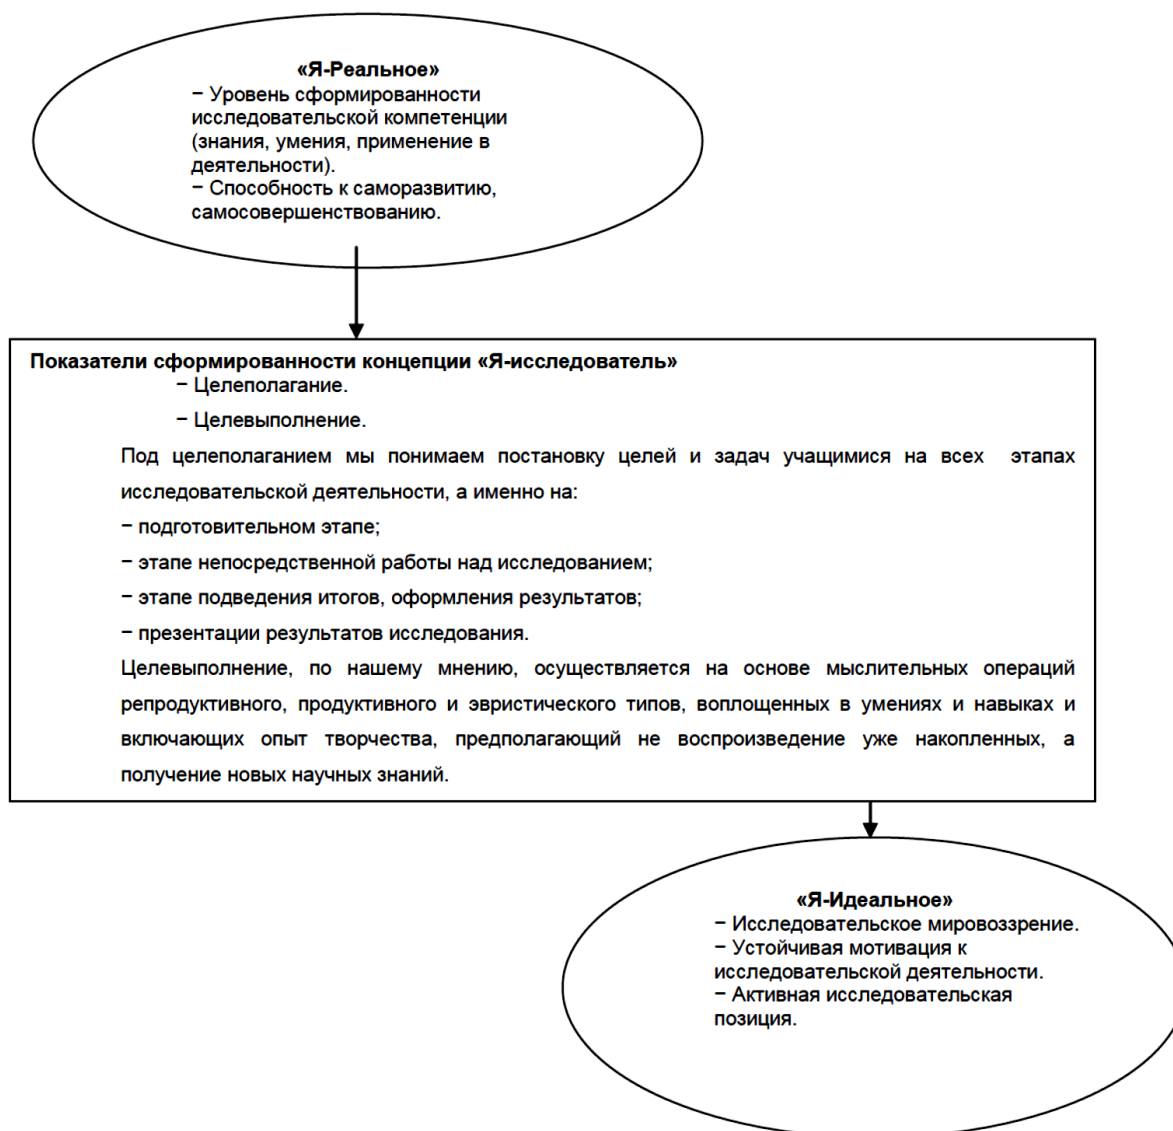 «Я-Реальное»
− Уровень сформированности
исследовательской компетенции
(знания, умения, применение в
деятельности).
− Способность к саморазвитию,
самосовершенствованию.
Показатели сформированности концепции «Я-исследователь»
− Целеполагание.
− Целевыполнение.
Под целеполаганием мы понимаем постановку целей и задач учащимися на всех этапах
исследовательской деятельности, а именно на:
− подготовительном этапе;
− этапе непосредственной работы над исследованием;
− этапе подведения итогов, оформления результатов;
− презентации результатов исследования.
Целевыполнение, по нашему мнению, осуществляется на основе мыслительных операций
репродуктивного, продуктивного и эвристического типов, воплощенных в умениях и навыках и
включающих опыт творчества, предполагающий не воспроизведение уже накопленных, а
получение новых научных знаний.
«Я-Идеальное»
− Исследовательское мировоззрение.
− Устойчивая мотивация к
исследовательской деятельности.
− Активная исследовательская
позиция.